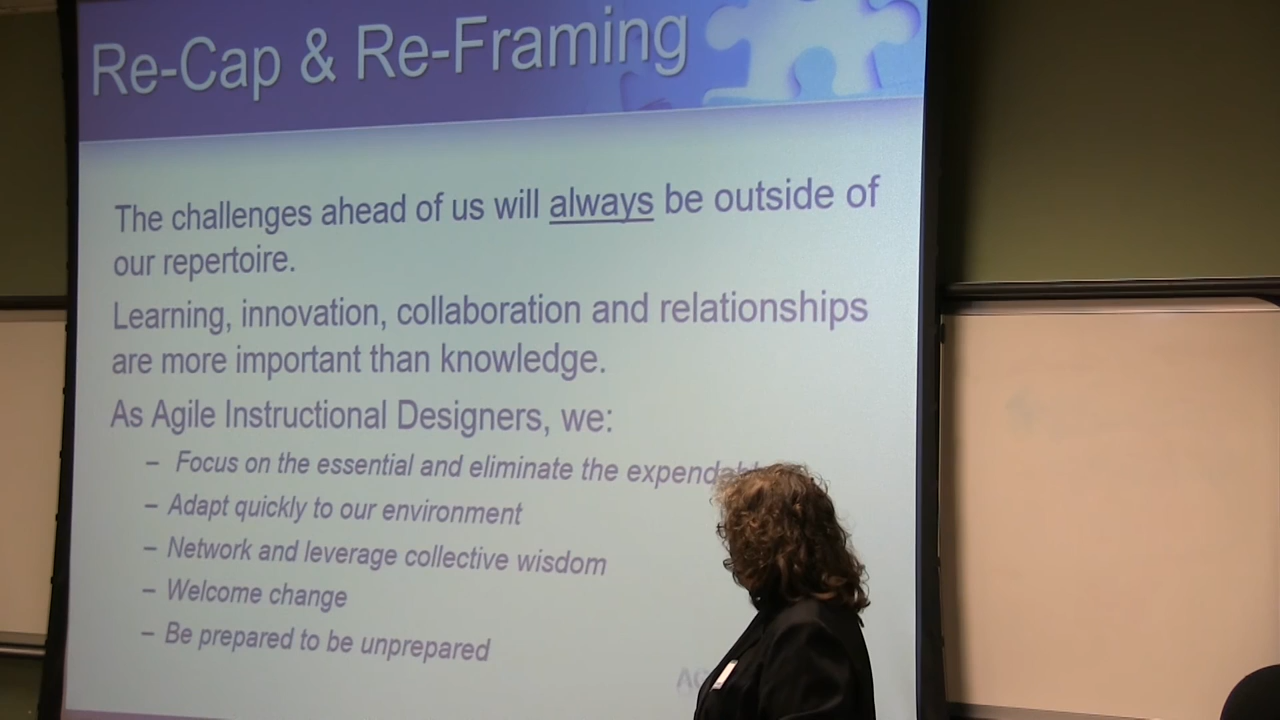 Re-Cap & Re-Framing
The challenges ahead of us will always be outside of
our repertoire.
Learning, innovation, collaboration and relationships
are more important than knowledge.
As Agile Instructional Designers, we:
– Focus on the essential and eliminate the
– Adapt quickly to our environment
– Network and leverage collective wisdom
– Welcome change
– Be prepared to be unprepared